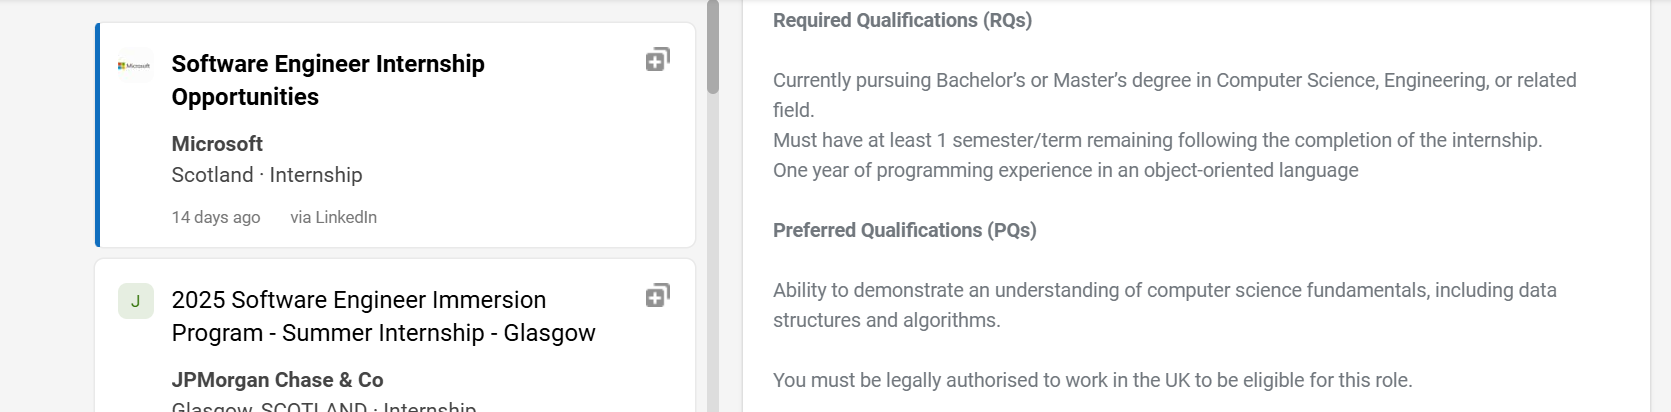 Microsoft
Software Engineer Internship
Opportunities
Microsoft
Scotland · Internship
14 days ago via LinkedIn
J
2025 Software Engineer Immersion
Program - Summer Internship - Glasgow
JPMorgan Chase & Co
Glasgow, SCOTLAND · Internship
Required Qualifications (RQs)
Currently pursuing Bachelor’s or Master’s degree in Computer Science, Engineering, or related
field.
Must have at least 1 semester/term remaining following the completion of the internship.
One year of programming experience in an object-oriented language
Preferred Qualifications (PQs)
Ability to demonstrate an understanding of computer science fundamentals, including data
structures and algorithms.
You must be legally authorised to work in the UK to be eligible for this role.